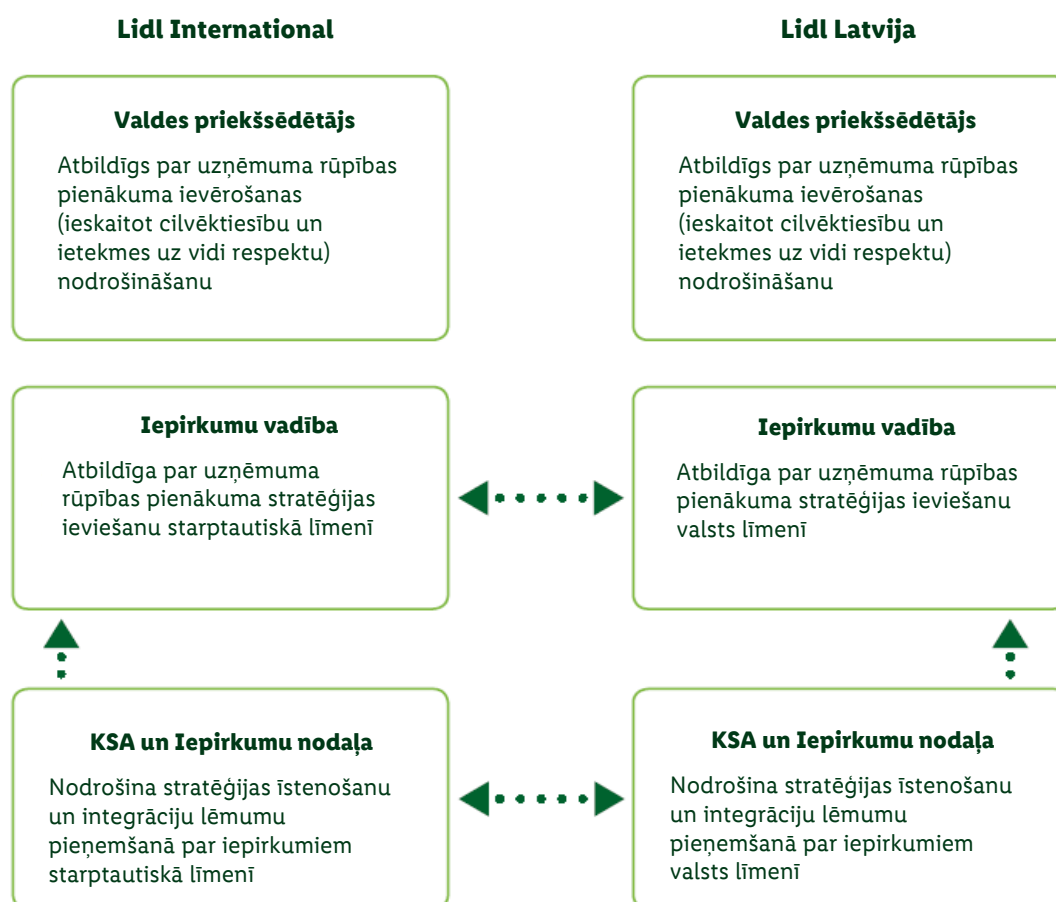 Lidl International
Lidl Latvija
Valdes priekšsēdētājs
Atbildīgs par uzņēmuma rūpības
pienākuma ievērošanas
(ieskaitot cilvēktiesību un
ietekmes uz vidi respektu)
nodrošināšanu
Valdes priekšsēdētājs
Atbildīgs par uzņēmuma rūpības
pienākuma ievērošanas
(ieskaitot cilvēktiesību un
ietekmes uz vidi respektu)
nodrošināšanu
Iepirkumu vadība
Atbildīga par uzņēmuma
rūpības pienākuma stratēģijas
ieviešanu starptautiskā līmenī
Iepirkumu vadība
Atbildīga par uzņēmuma rūpības
pienākuma stratēģijas ieviešanu
valsts līmenī
KSA un Iepirkumu nodaļa
Nodrošina stratēģijas īstenošanu
un integrāciju lēmumu
pieņemšanā par iepirkumiem
starptautiskā līmenī
KSA un Iepirkumu nodaļa
Nodrošina stratēģijas īstenošanu
un integrāciju lēmumu
pieņemšanā par iepirkumiem
valsts līmenī